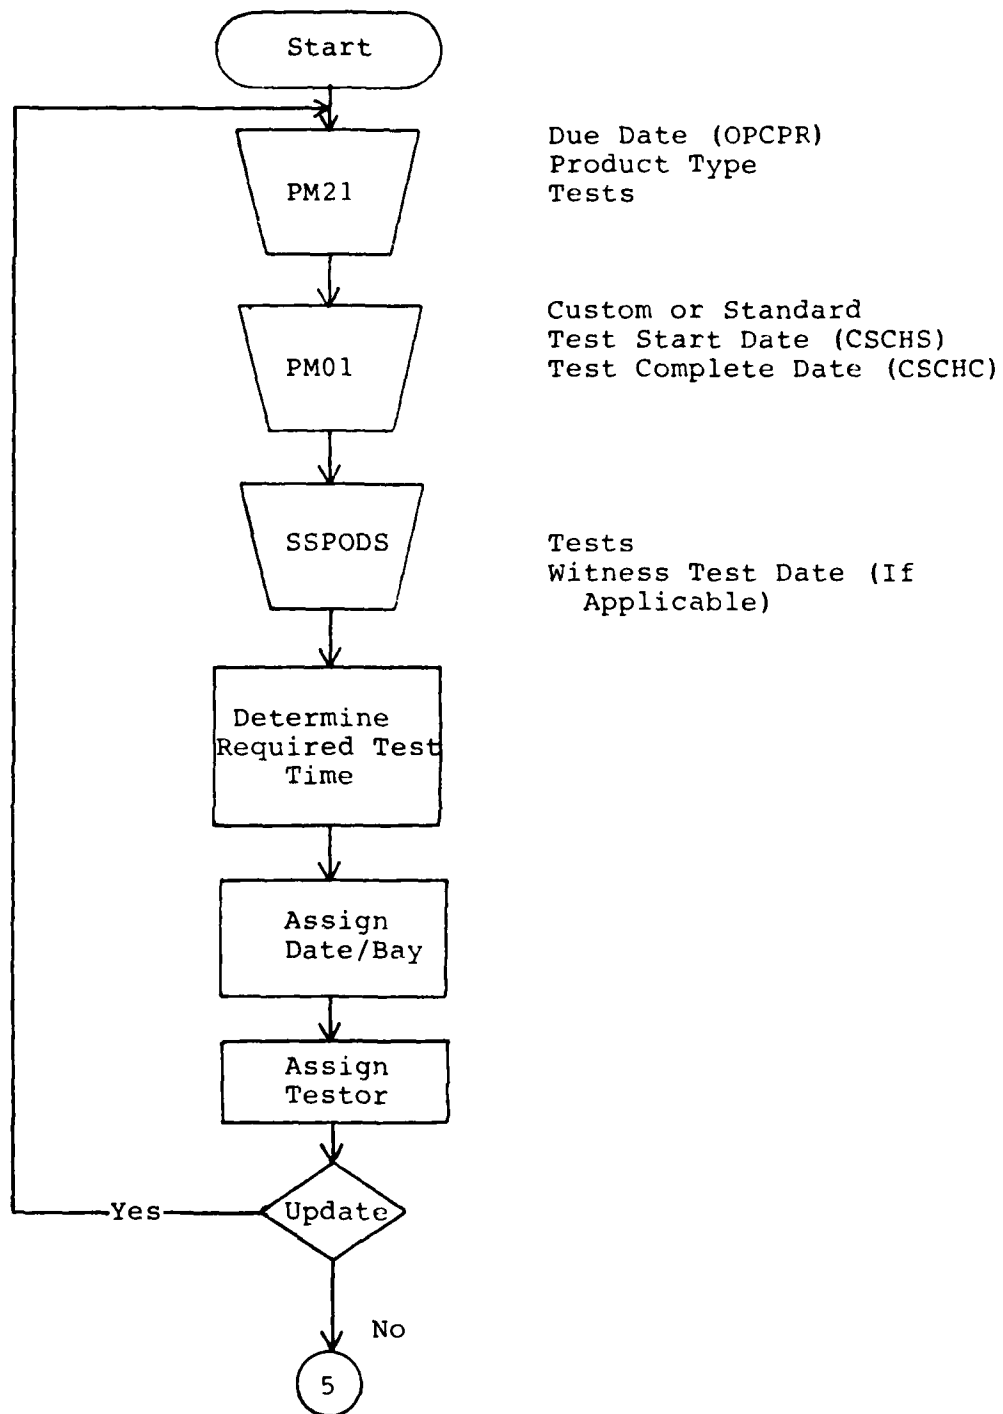 Start
PM21
Due Date (OPCPR)
Product Type
Tests
PM01
Custom or Standard
Test Start Date (CSCHS)
Test Complete Date (CSCHC)
SSPODS
Tests
Witness Test Date (If
Applicable)
Determine
Required Test
Time
Assign
Date/Bay
Assign
Testor
Update
Yes
No
5